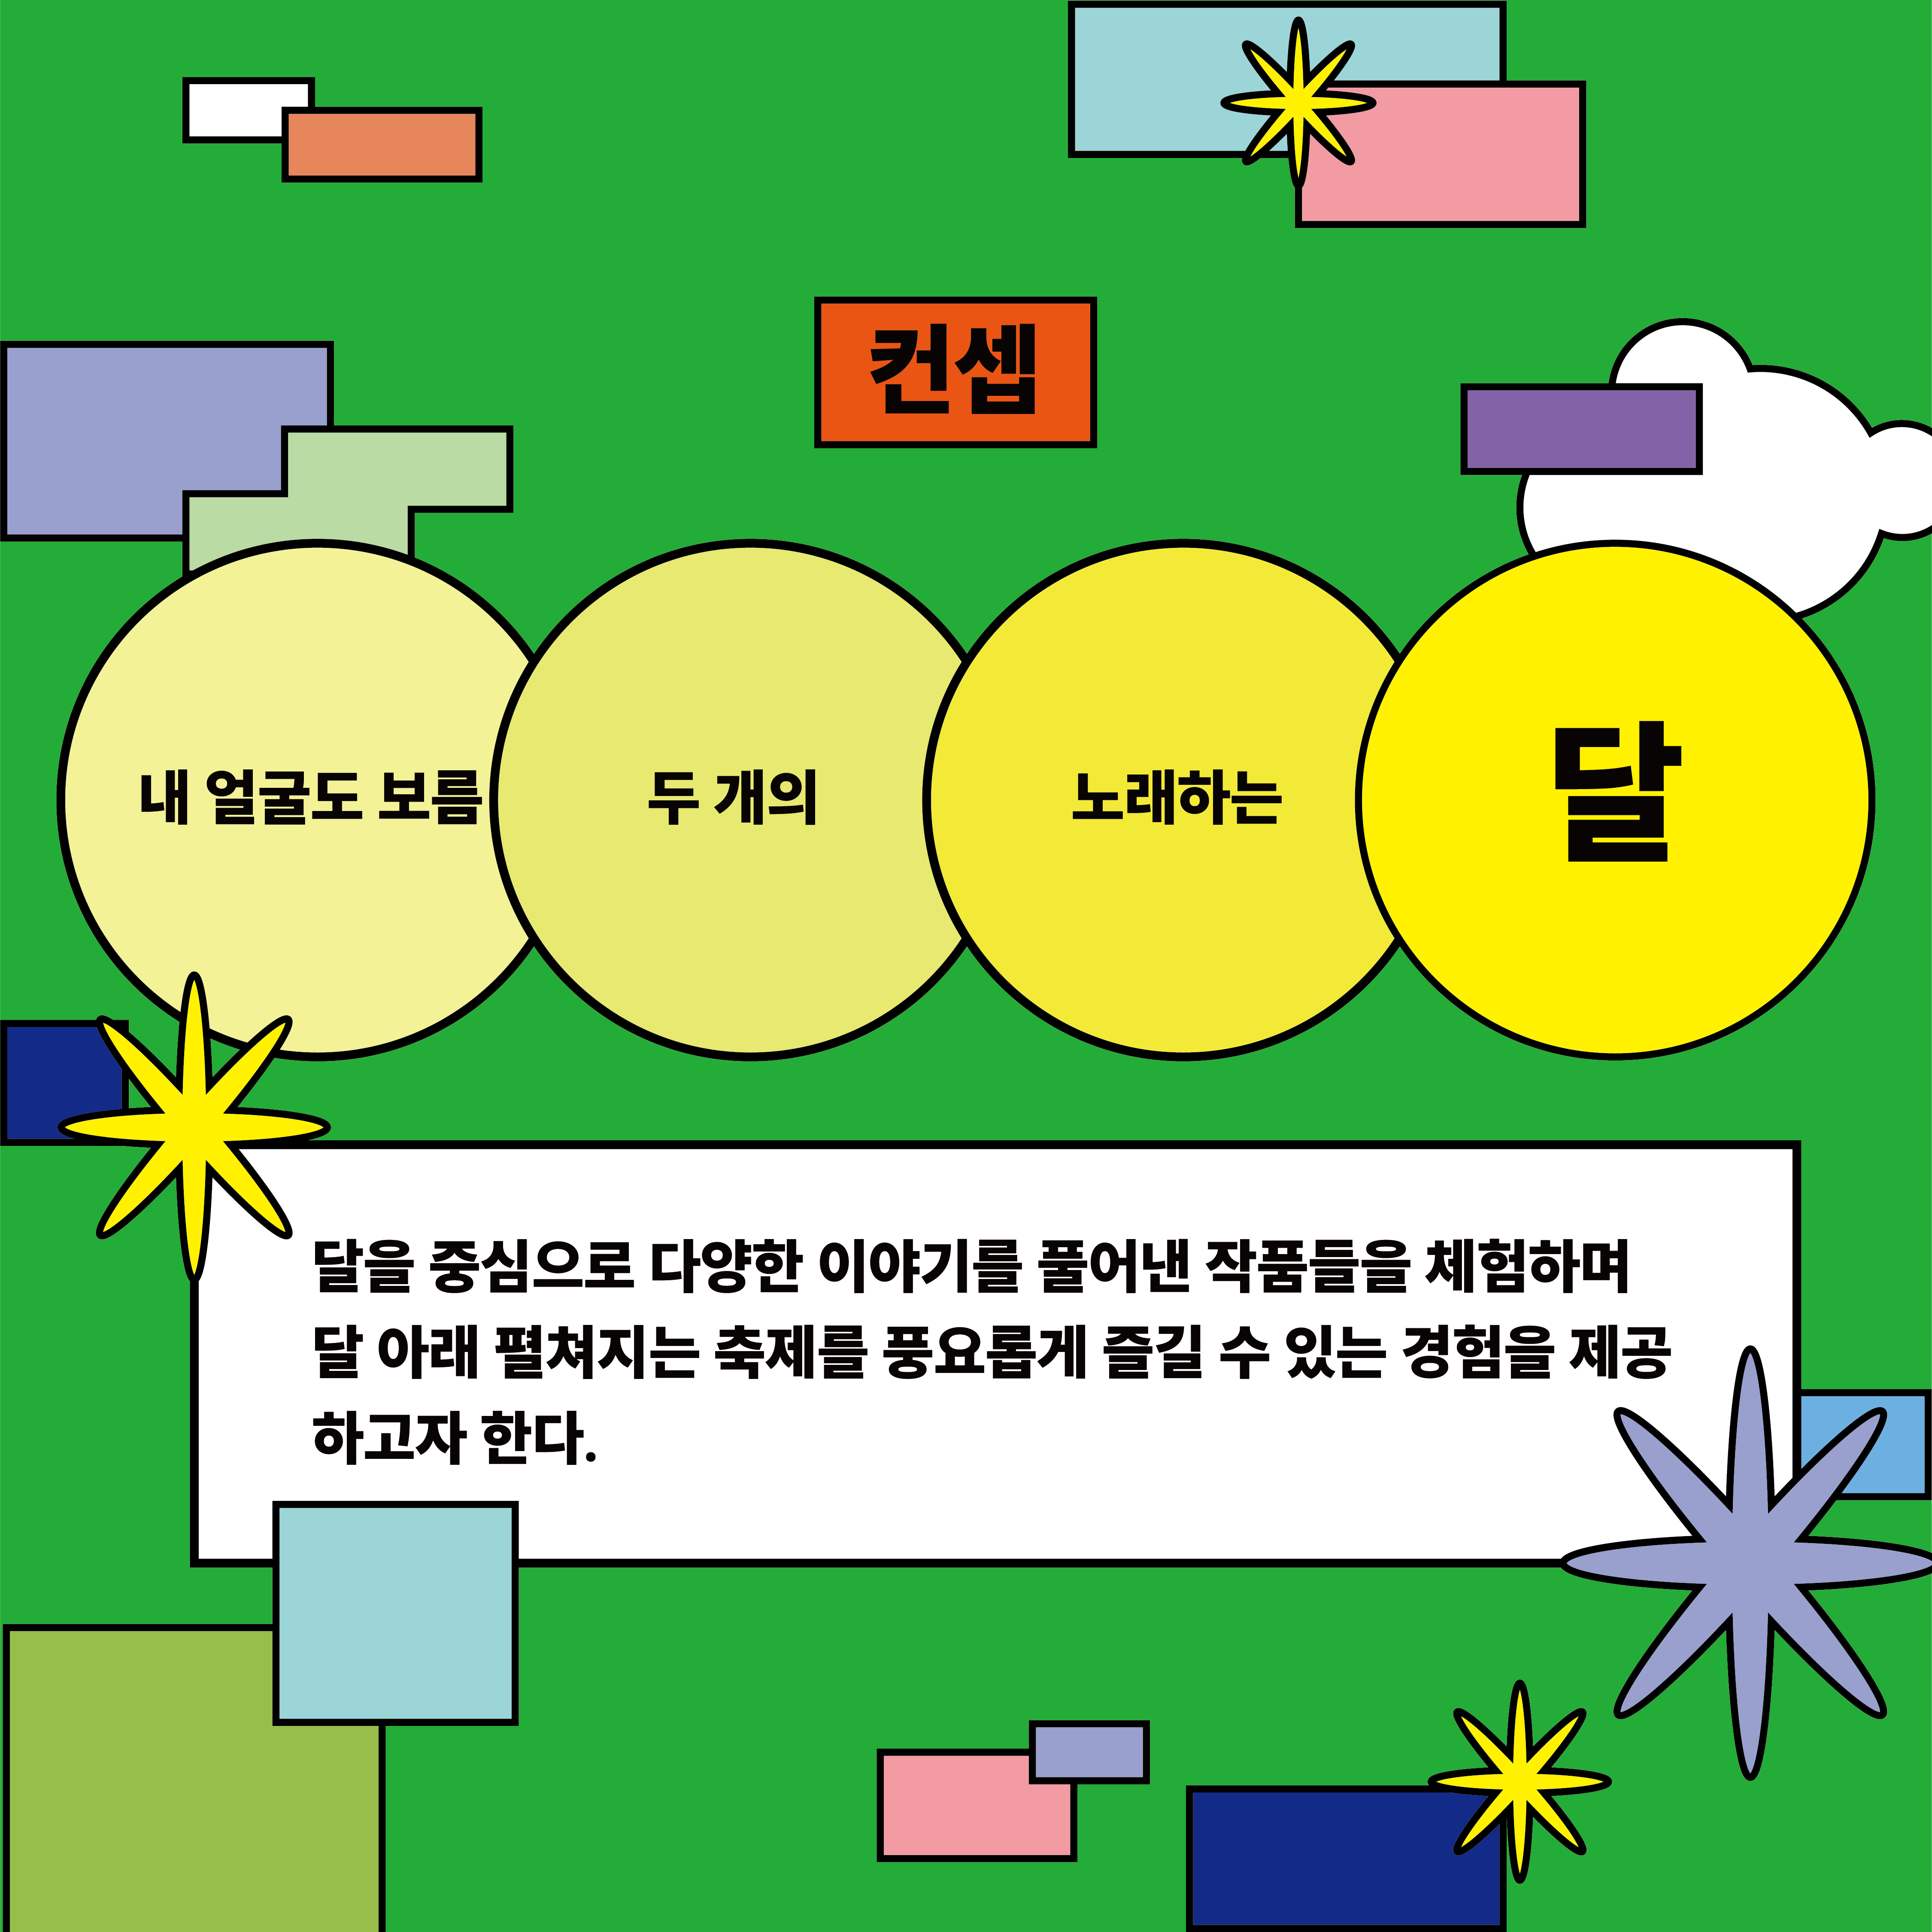 컨셉
내 얼굴도 보름
두 개의
노래하는
달
달을 중심으로 다양한 이야기를 풀어낸 작품들을 체험하며
달 아래 펼쳐지는 축제를 풍요롭게 즐길 수 있는 경험을 제공
하고자 한다.